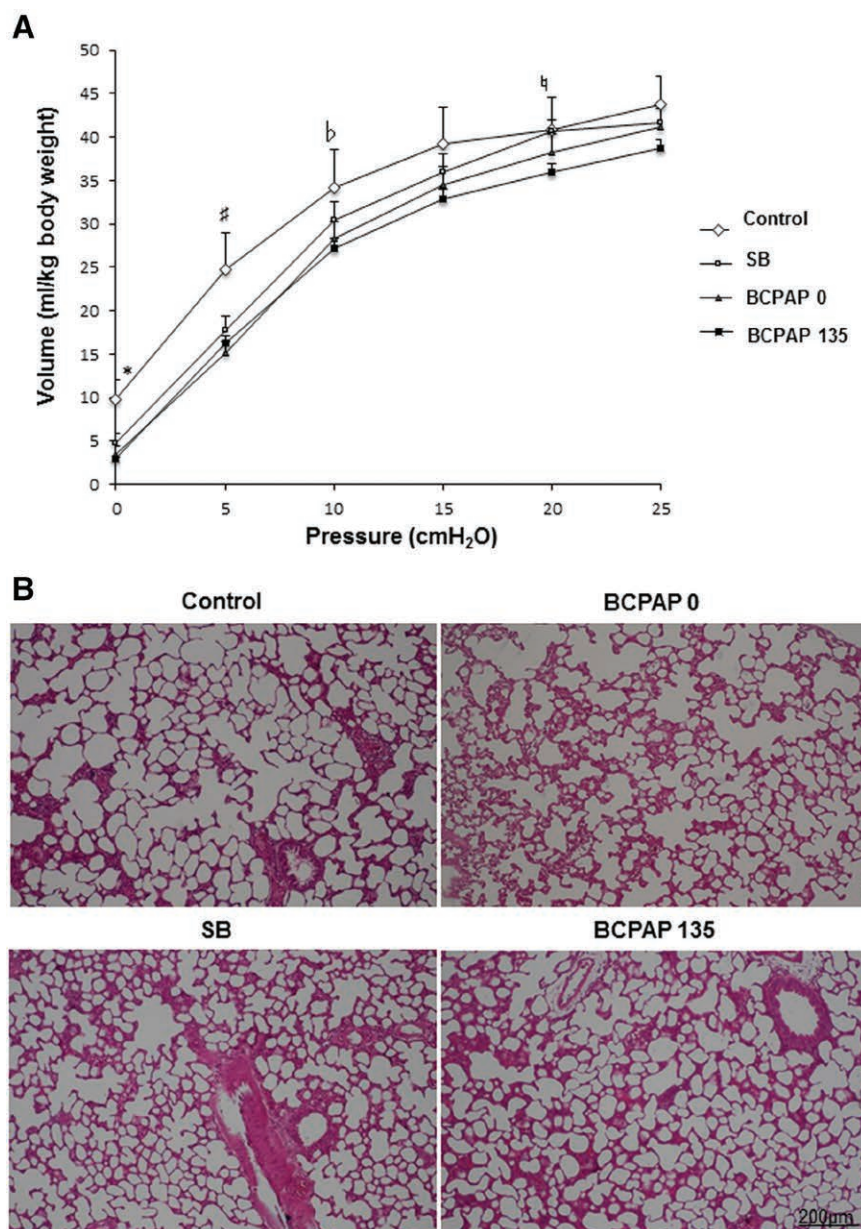 A
50
45
40
35
30
25
20
15
10
5
0
Volume (ml/kg body weight)
*
♯
♭
♮
0 5 10 15 20 25
Pressure (cmH₂O)
Control
SB
BCPAP 0
BCPAP 135
B
Control BCPAP 0
SB BCPAP 135
200µm